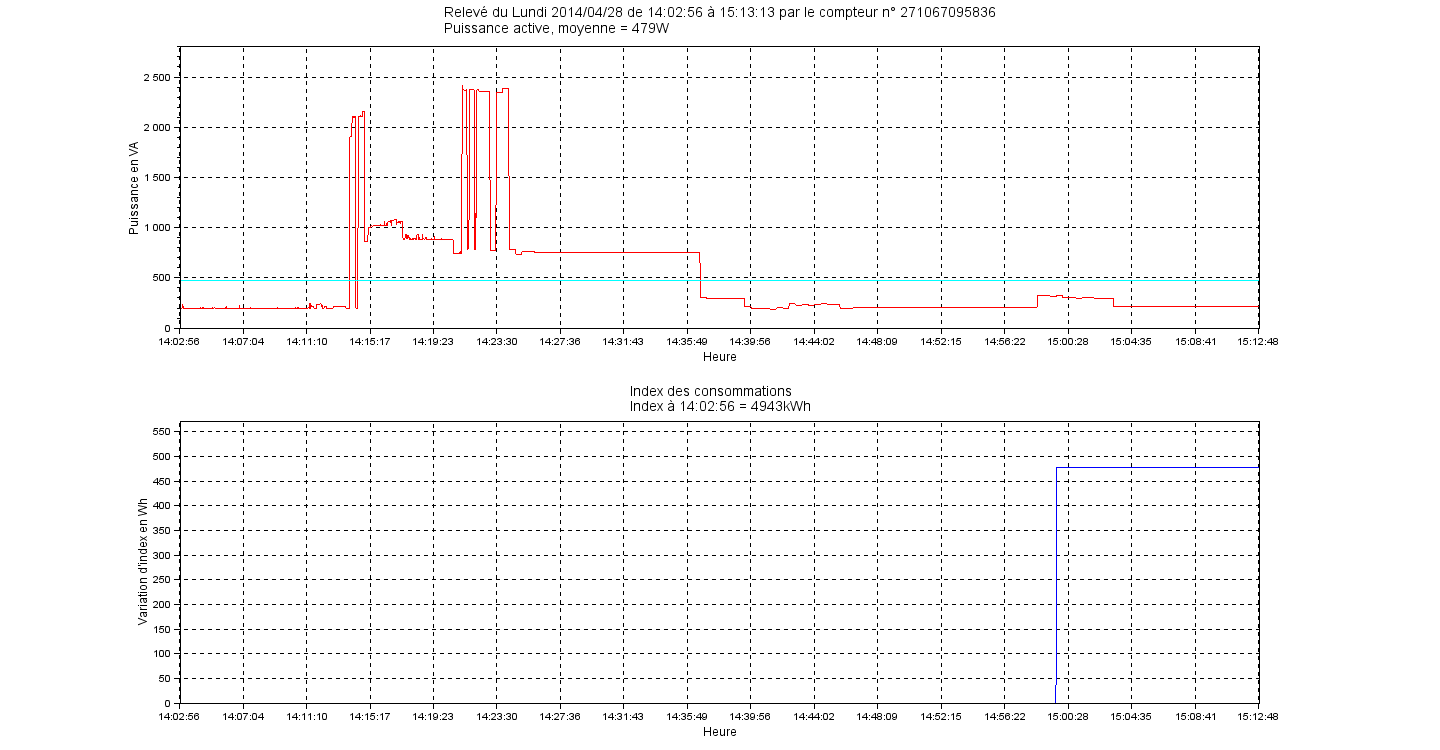 Relevé du Lundi 2014/04/28 de 14:02:56 à 15:13:13 par le compteur n° 271067095836
Puissance active, moyenne = 479W
Puissance en VA
2 500
2 000
1 500
1 000
500
0
14:02:56 14:07:04 14:11:10 14:15:17 14:19:23 14:23:30 14:27:36 14:31:43 14:35:49 14:39:56 14:44:02 14:48:09 14:52:15 14:56:22 15:00:28 15:04:35 15:08:41 15:12:48
Heure
Index des consommations
Index à 14:02:56 = 4943kWh
Variation d'index en Wh
550
500
450
400
350
300
250
200
150
100
50
0
14:02:56 14:07:04 14:11:10 14:15:17 14:19:23 14:23:30 14:27:36 14:31:43 14:35:49 14:39:56 14:44:02 14:48:09 14:52:15 14:56:22 15:00:28 15:04:35 15:08:41 15:12:48
Heure